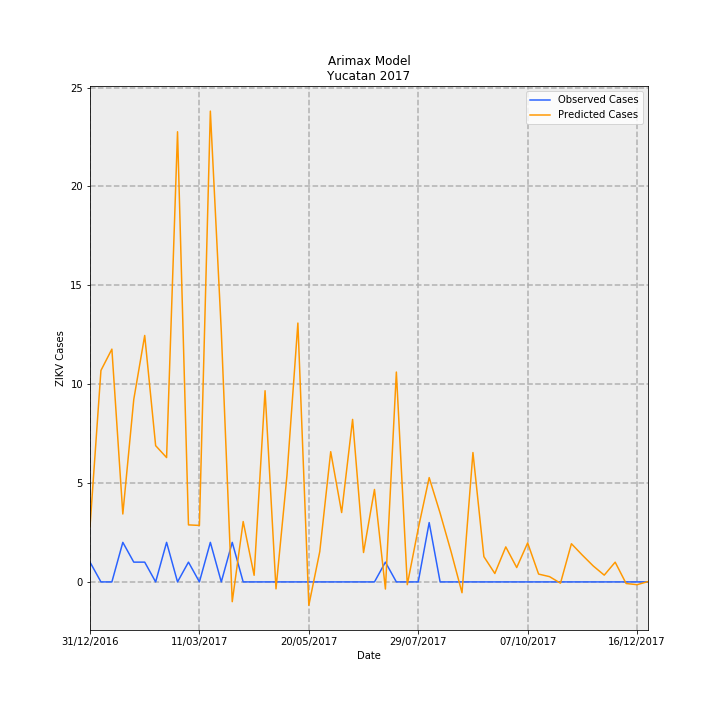 Arimax Model
Yucatan 2017
Observed Cases
Predicted Cases
25
20
15
10
5
0
ZIKV Cases
31/12/2016
11/03/2017
20/05/2017
29/07/2017
07/10/2017
16/12/2017
Date